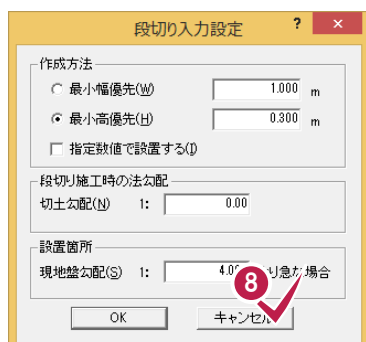 段切り入力設定 ? ×
作成方法
最小幅優先(W) 1.000 m
最小高優先(H) 0.300 m
指定数値で設置する(I)
段切り施工時の法勾配
切土勾配(N) 1: 0.00
設置箇所
現地盤勾配(S) 1: 4.00 り急な場合
8
OK キャンセル